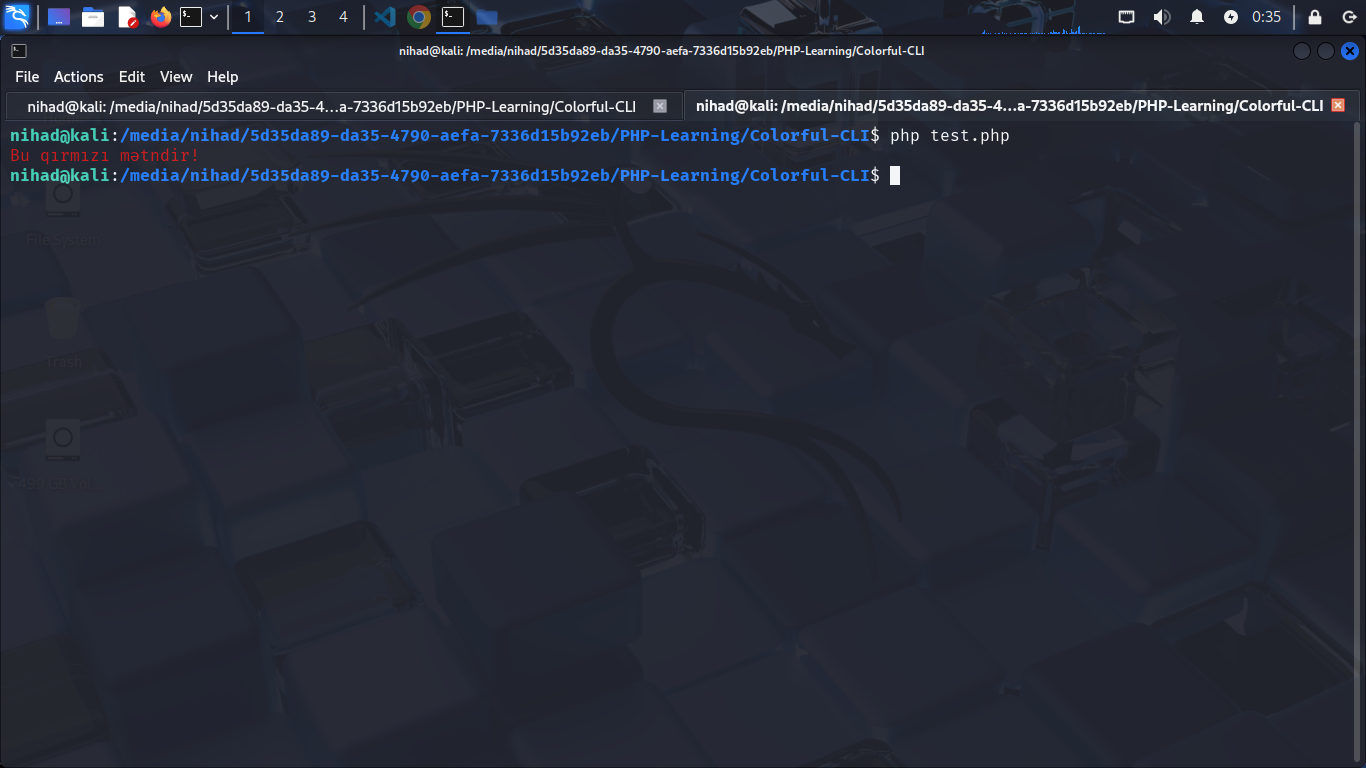 1 2 3 4 0:35
nihad@kali: /media/nihad/5d35da89-da35-4790-aefa-7336d15b92eb/PHP-Learning/Colorful-CLI
File Actions Edit View Help
nihad@kali: /media/nihad/5d35da89-da35-4...a-7336d15b92eb/PHP-Learning/Colorful-CLI nihad@kali: /media/nihad/5d35da89-da35-4...a-7336d15b92eb/PHP-Learning/Colorful-CLI
nihad@kali:/media/nihad/5d35da89-da35-4790-aefa-7336d15b92eb/PHP-Learning/Colorful-CLI$ php test.php
Bu qırmızı mətndir!
nihad@kali:/media/nihad/5d35da89-da35-4790-aefa-7336d15b92eb/PHP-Learning/Colorful-CLI$
File System
Trash